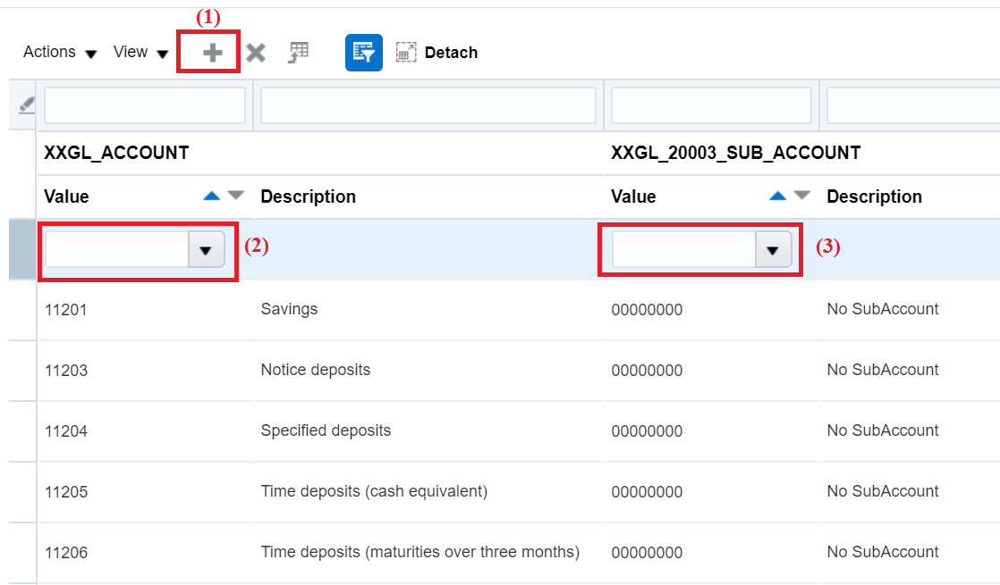 (1)
Actions View Detach
XXGL_ACCOUNT XXGL_20003_SUB_ACCOUNT
Value Description Value Description
(2) (3)
11201 Savings 00000000 No SubAccount
11203 Notice deposits 00000000 No SubAccount
11204 Specified deposits 00000000 No SubAccount
11205 Time deposits (cash equivalent) 00000000 No SubAccount
11206 Time deposits (maturities over three months) 00000000 No SubAccount